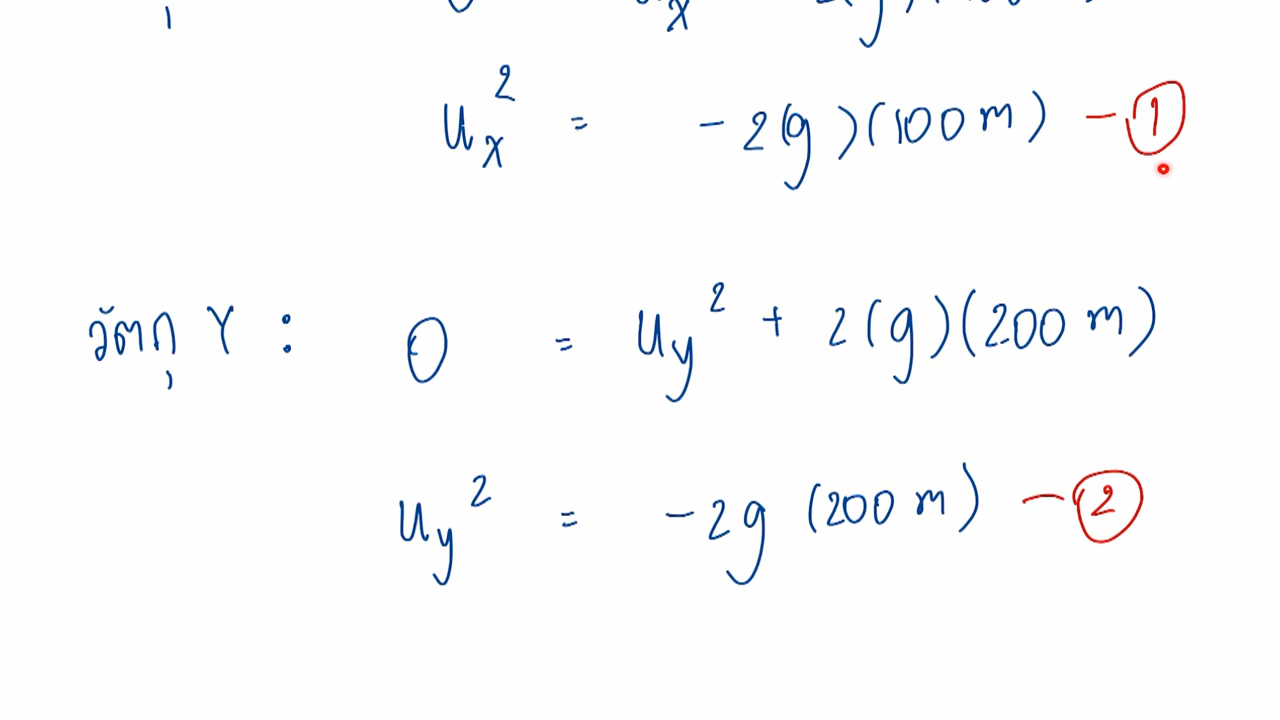 u_x² = - 2(g)(100 m) - ①
วัตถุ Y : 0 = u_y² + 2(g)(200 m)
u_y² = - 2g (200 m) - ②